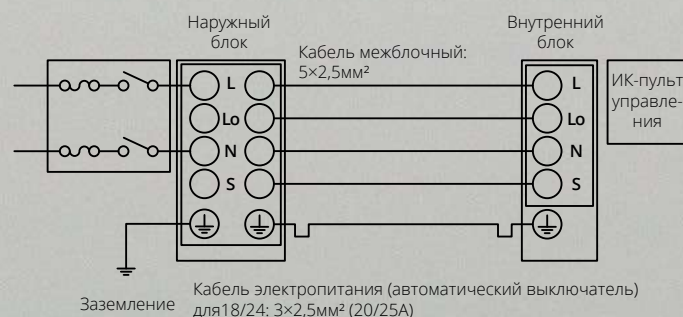 Наружный
блок
Внутренний
блок
Кабель межблочный:
5×2,5мм²
L
L
ИК-пульт
управле-
ния
Lo
Lo
N
N
S
S
Заземление
Кабель электропитания (автоматический выключатель)
для18/24: 3×2,5мм² (20/25А)